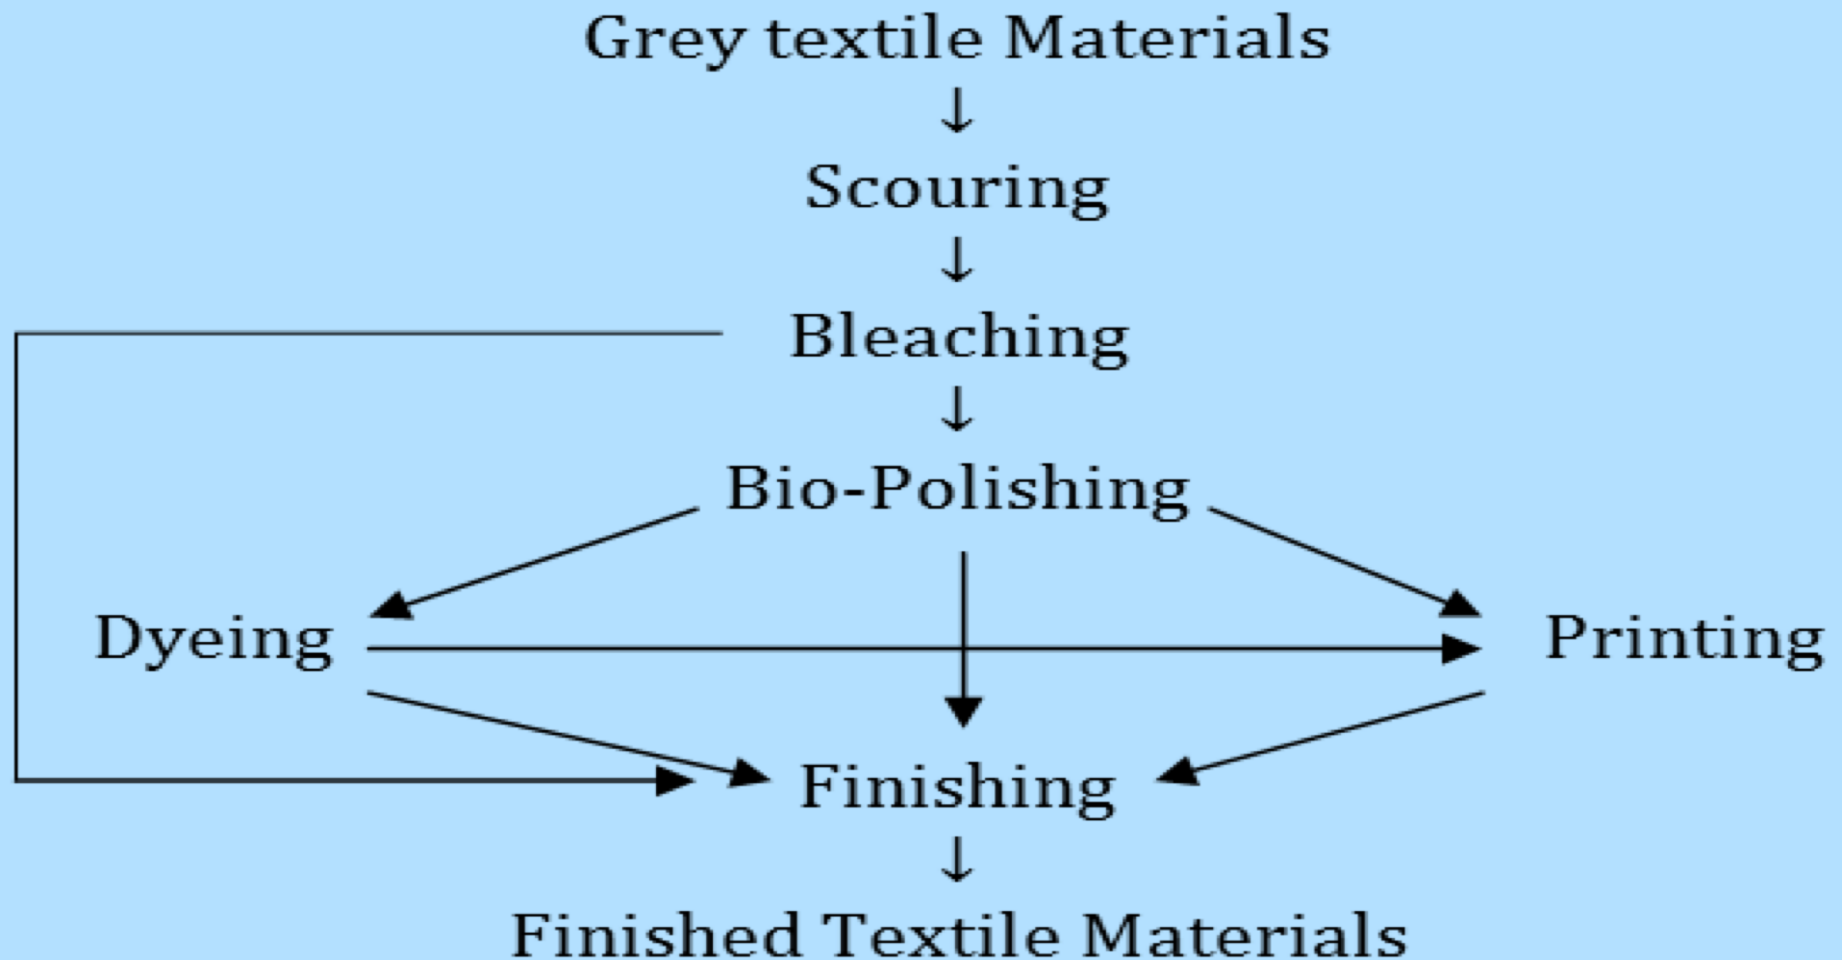 Grey textile Materials
Scouring
Bleaching
Bio-Polishing
Dyeing
Printing
Finishing
Finished Textile Materials